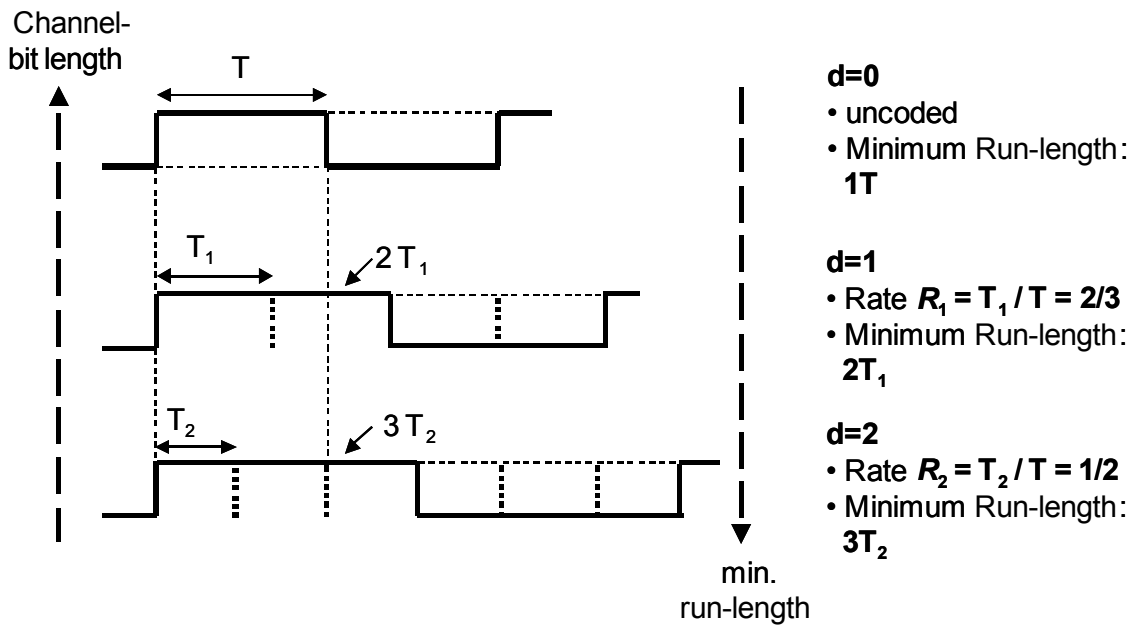 Channel-
bit length
T
d=0
• uncoded
• Minimum Run-length:
1T
T₁
2 T₁
d=1
• Rate R₁ = T₁ / T = 2/3
• Minimum Run-length:
2T₁
T₂
3 T₂
d=2
• Rate R₂ = T₂ / T = 1/2
• Minimum Run-length:
3T₂
min.
run-length